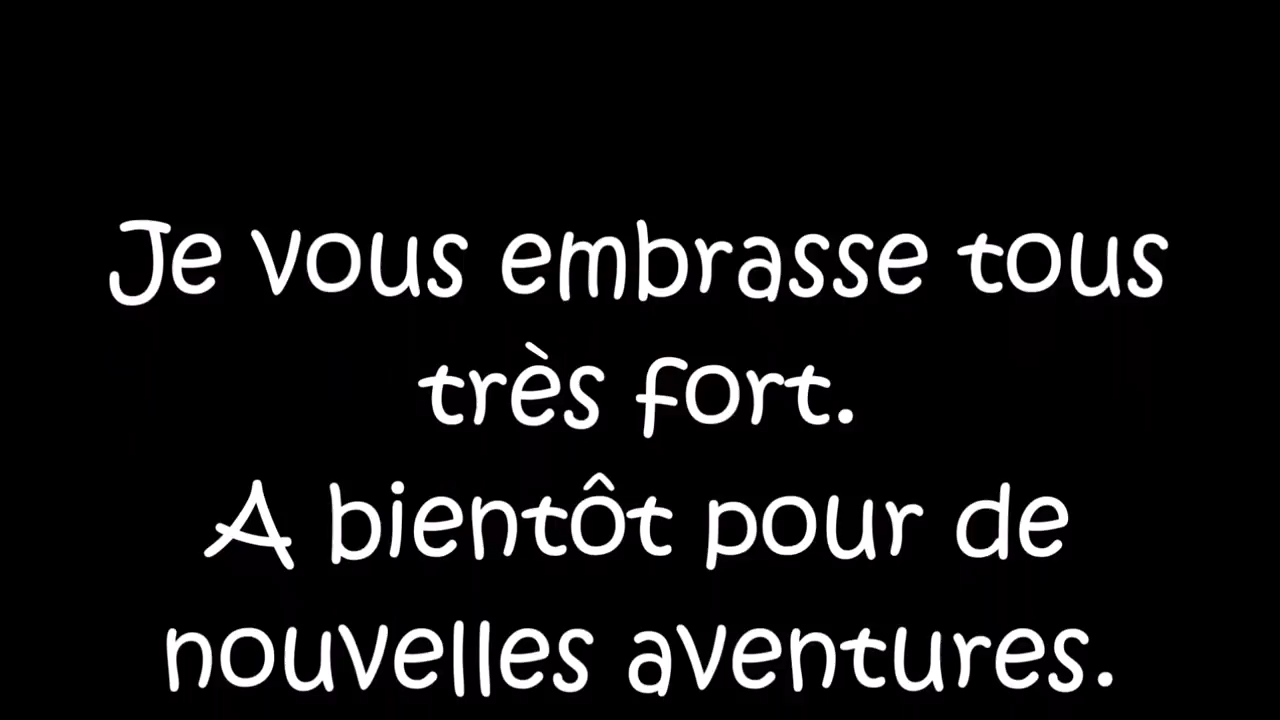 Je vous embrasse tous
très fort.
A bientôt pour de
nouvelles aventures.